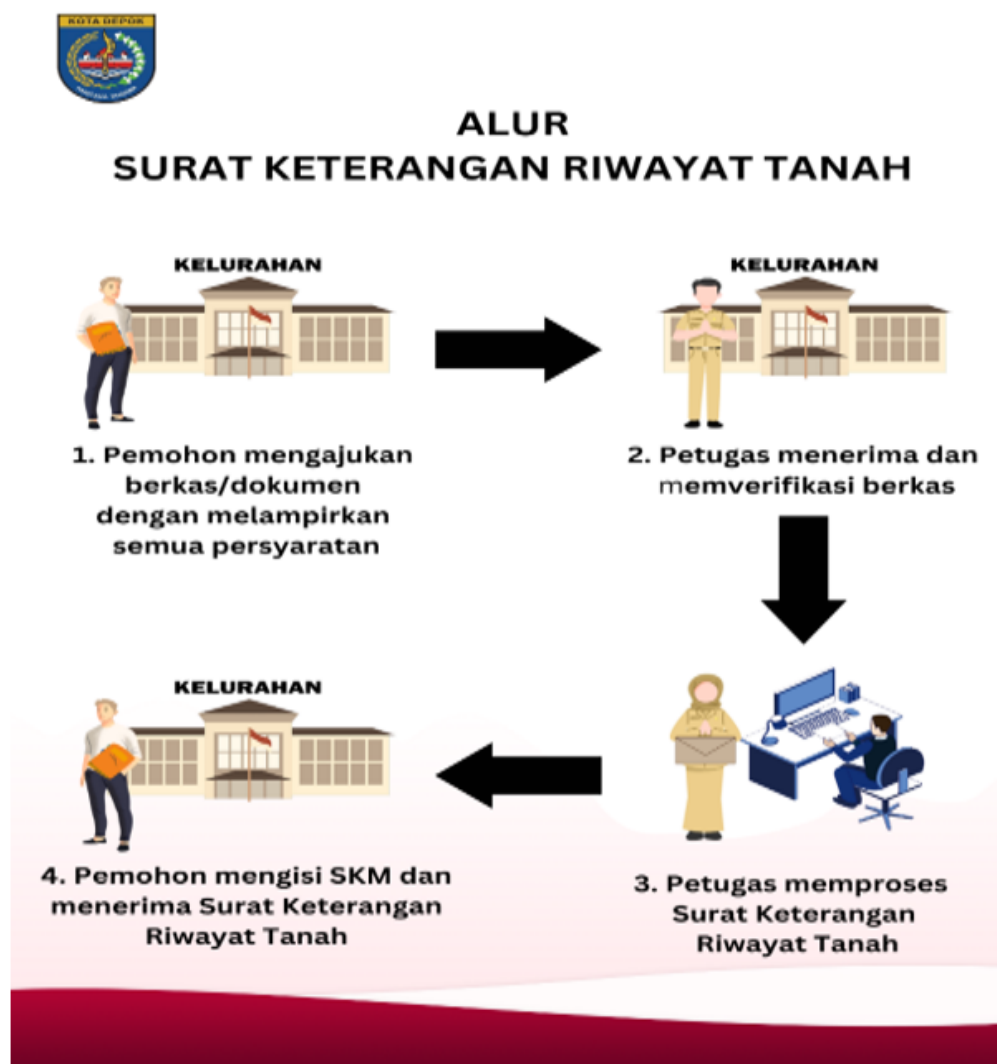 KOTA DEPOK
ALUR
SURAT KETERANGAN RIWAYAT TANAH
KELURAHAN
1. Pemohon mengajukan
berkas/dokumen
dengan melampirkan
semua persyaratan
KELURAHAN
2. Petugas menerima dan
memverifikasi berkas
3. Petugas memproses
Surat Keterangan
Riwayat Tanah
KELURAHAN
4. Pemohon mengisi SKM dan
menerima Surat Keterangan
Riwayat Tanah